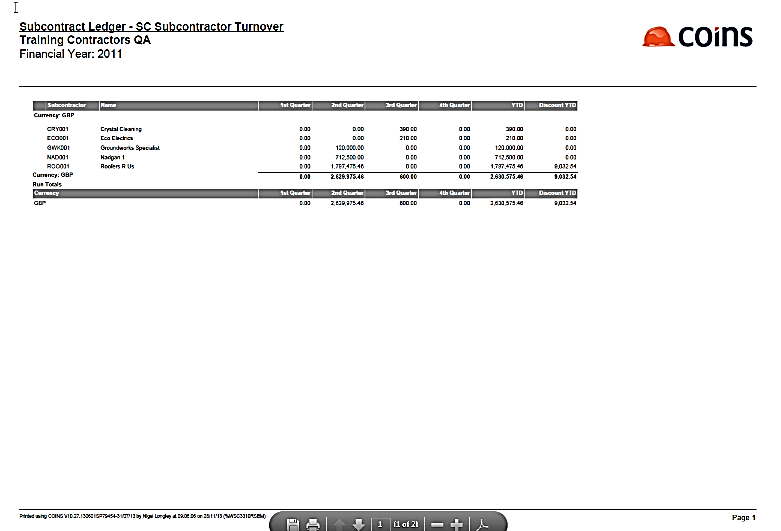 Subcontract Ledger - SC Subcontractor Turnover
Training Contractors QA
Financial Year: 2011
coins
Subcontractor Name 1st Quarter 2nd Quarter 3rd Quarter 4th Quarter YTD Discount YTD
Currency: GBP
CRY001 Crystal Cleaning 0.00 0.00 390.00 0.00 390.00 0.00
ECO001 Eco Electrics 0.00 0.00 210.00 0.00 210.00 0.00
GWK001 Groundworks Specialist 0.00 120,000.00 0.00 0.00 120,000.00 0.00
NAD001 Nadgan 1 0.00 712,500.00 0.00 0.00 712,500.00 0.00
ROO001 Roofers R Us 0.00 1,797,475.46 0.00 0.00 1,797,475.46 9,032.54
Currency: GBP 0.00 2,629,975.46 600.00 0.00 2,630,575.46 9,032.54
Run Totals
Currency 1st Quarter 2nd Quarter 3rd Quarter 4th Quarter YTD Discount YTD
GBP 0.00 2,629,975.46 600.00 0.00 2,630,575.46 9,032.54
Printed using COINS by Nigel Longley at 09:06:06 on 28/11/13
Page 1
1 (1 of 2)